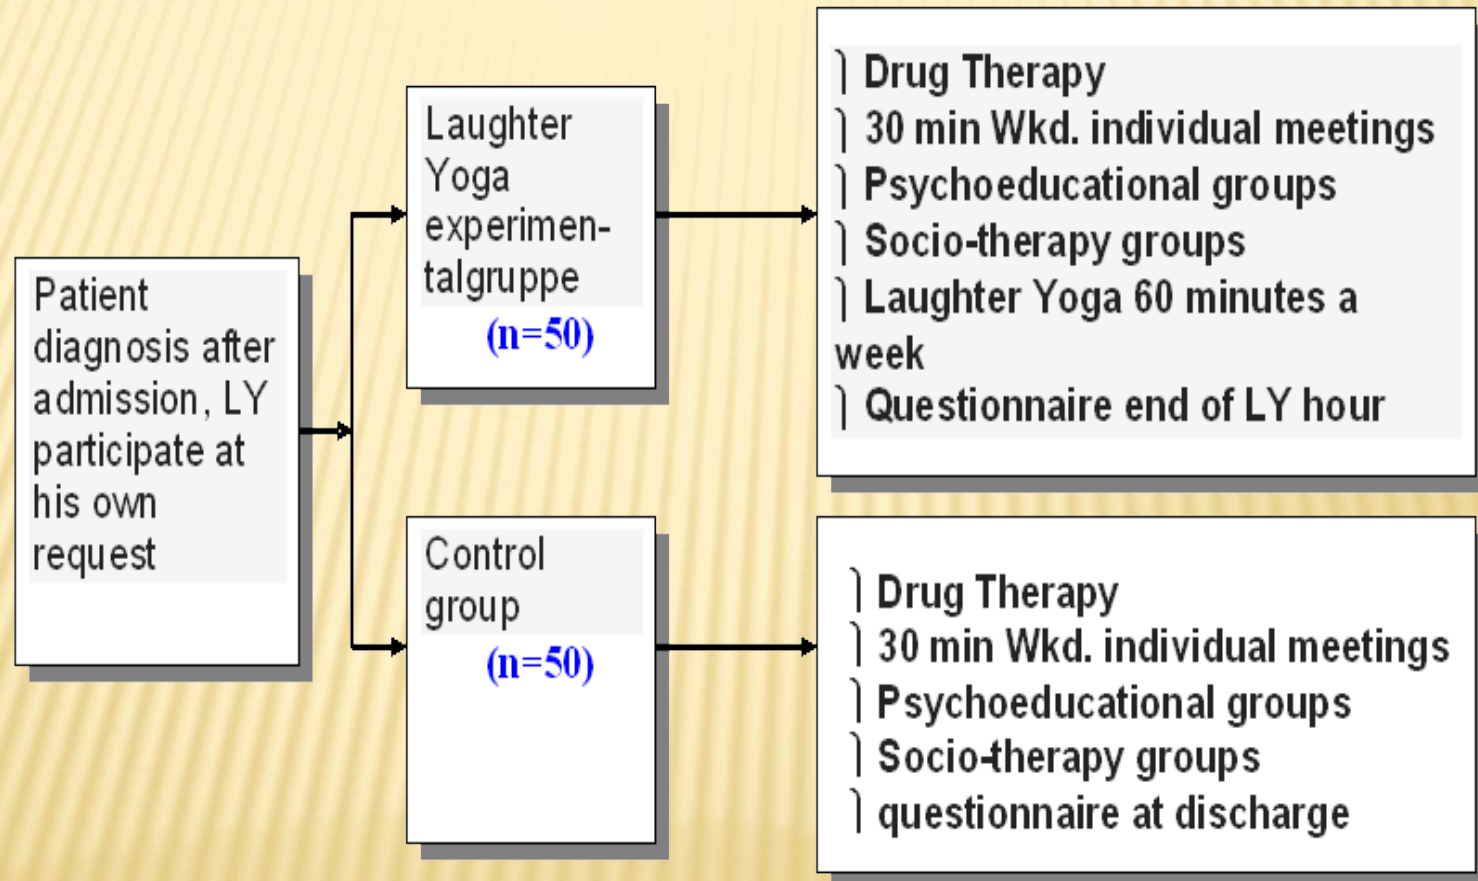 Patient
diagnosis after
admission, LY
participate at
his own
request
Laughter
Yoga
experimen-
talgruppe
(n=50)
Drug Therapy
30 min Wkd. individual meetings
Psychoeducational groups
Socio-therapy groups
Laughter Yoga 60 minutes a
week
Questionnaire end of LY hour
Control
group
(n=50)
Drug Therapy
30 min Wkd. individual meetings
Psychoeducational groups
Socio-therapy groups
questionnaire at discharge